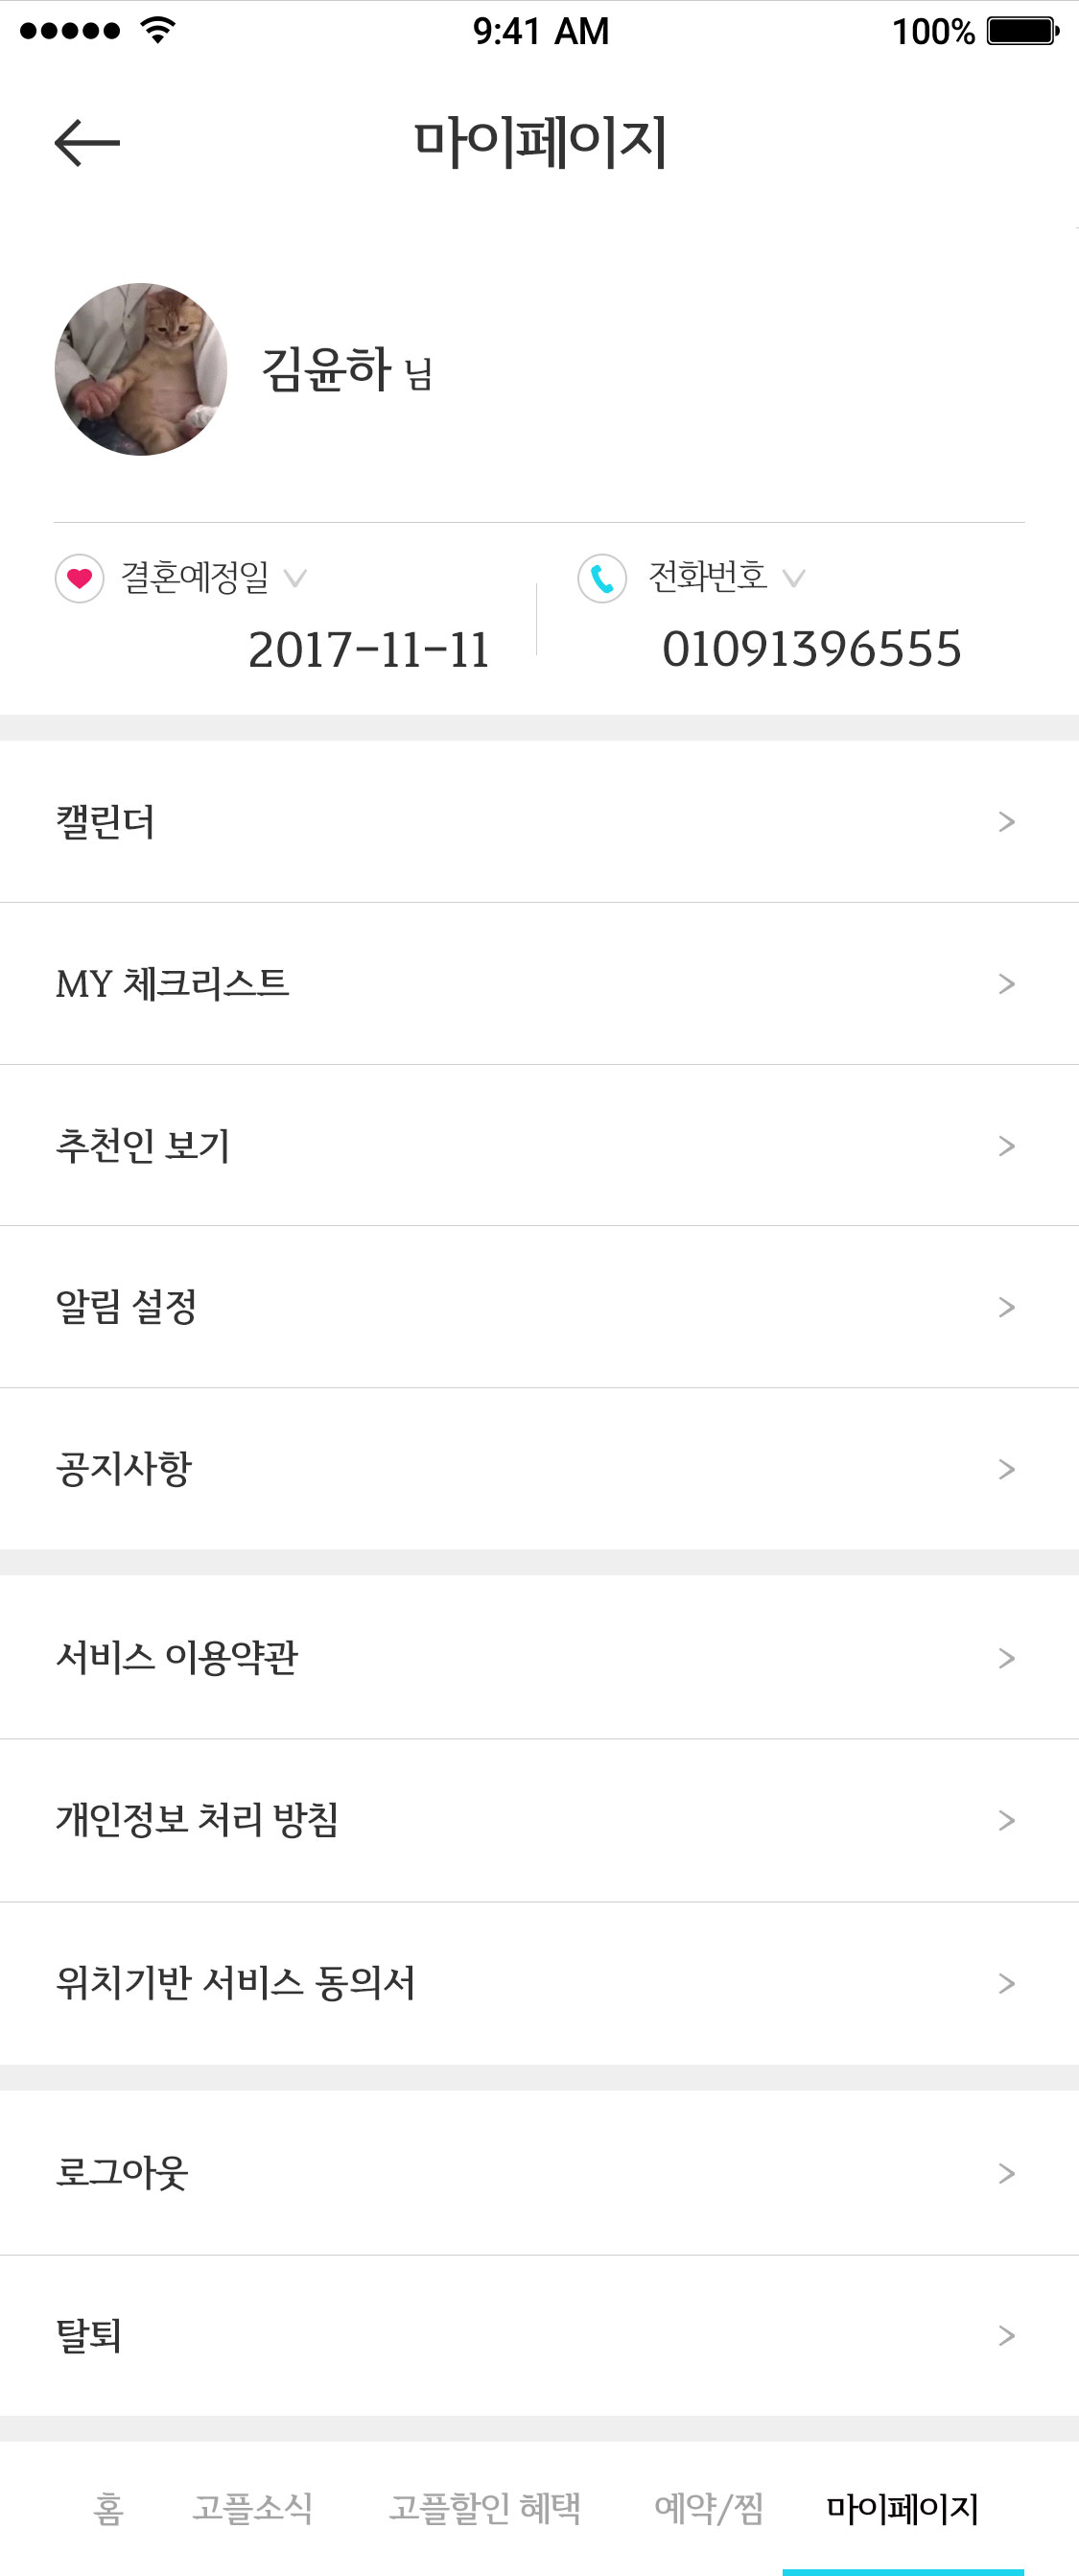 9:41 AM
100%
마이페이지
김윤하 님
결혼예정일
전화번호
2017-11-11
01091396555
캘린더
MY 체크리스트
추천인 보기
알림 설정
공지사항
서비스 이용약관
개인정보 처리 방침
위치기반 서비스 동의서
로그아웃
탈퇴
홈 고플소식 고플할인 혜택 예약/찜 마이페이지